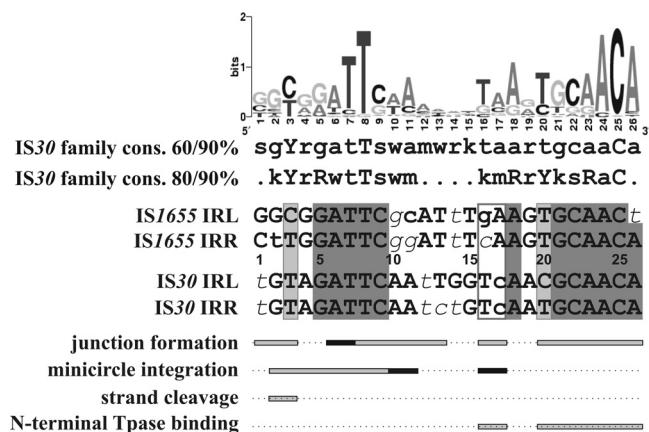 2
bits
1
0
5' 1 2 3 4 5 6 7 8 9 10 11 12 13 14 15 16 17 18 19 20 21 22 23 24 25 26 3'
IS30 family cons. 60/90% sgYrgatTswamwrktaartgcaaCa
IS30 family cons. 80/90% .kYrRwtTswm....kmRrYksRaC.
IS1655 IRL GGCGGATTCgcATtTgAAGTGCAACt
IS1655 IRR CtTGGATTCggATtTcAAGTGCAACA
1 5 10 15 20 25
IS30 IRL tGTAGATTCAAtTGGTcAACGCAACA
IS30 IRR tGTAGATTCAAtctGTcAATGCAACA
junction formation
minicircle integration
strand cleavage
N-terminal Tpase binding